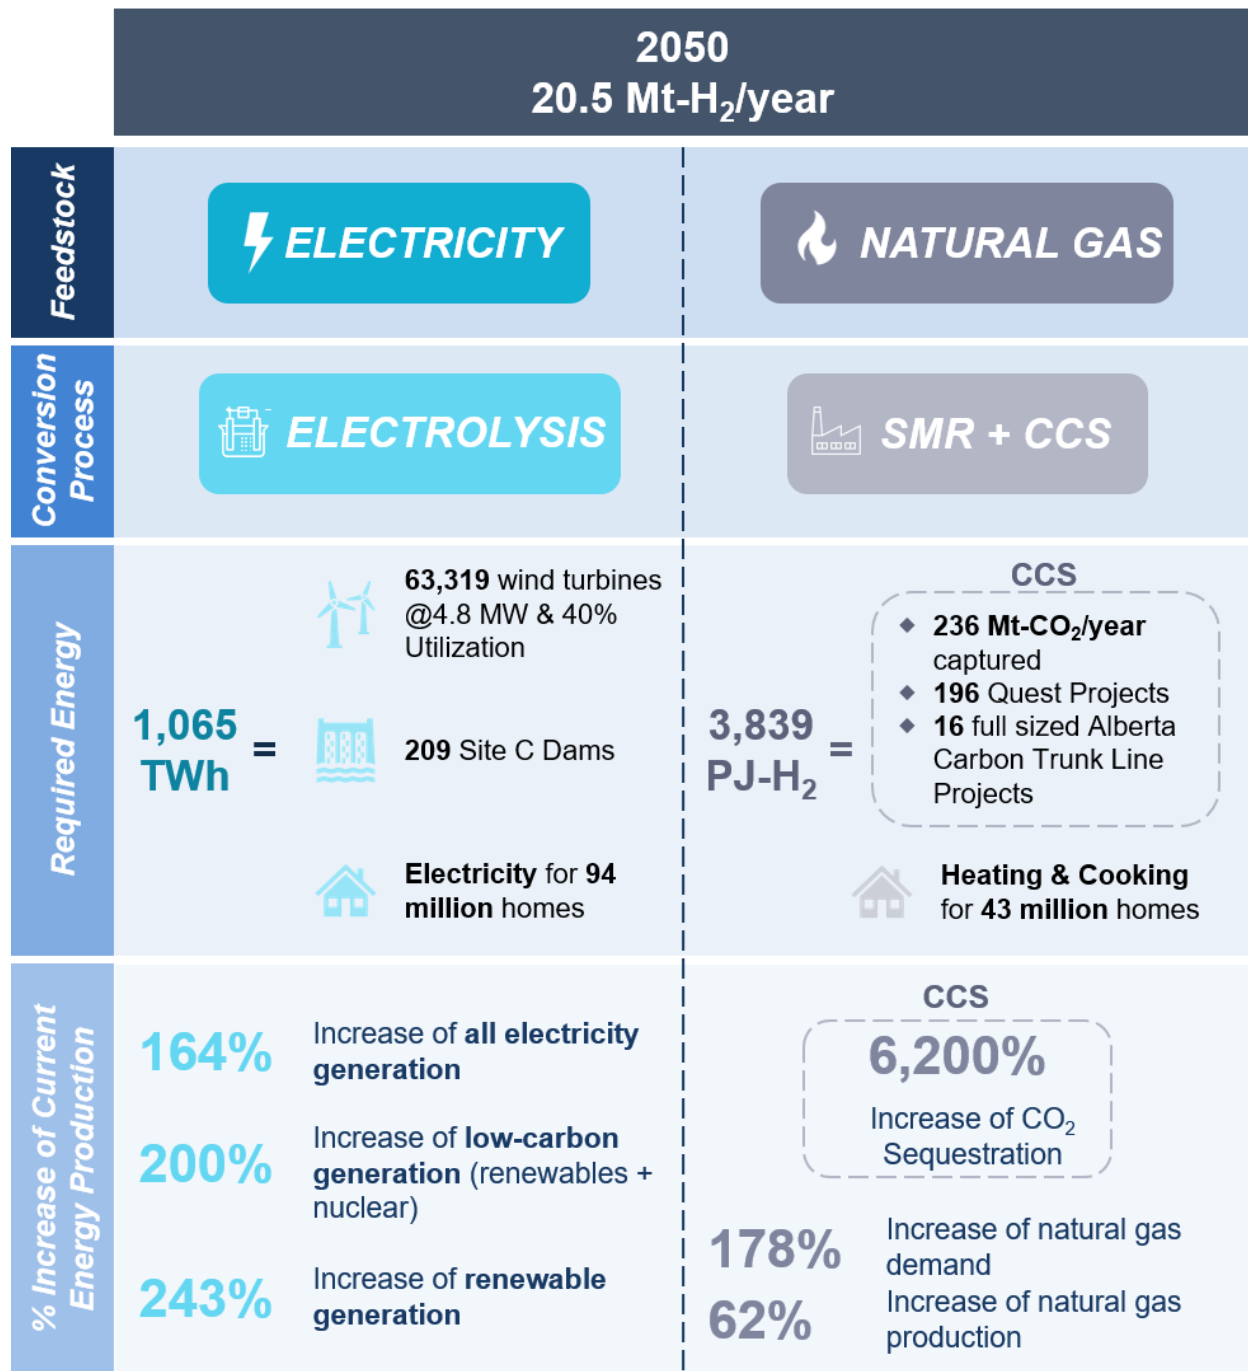 2050
20.5 Mt-H₂/year
Feedstock
ELECTRICITY
NATURAL GAS
Conversion
Process
ELECTROLYSIS
SMR + CCS
Required Energy
1,065
TWh
=
63,319 wind turbines
@4.8 MW & 40%
Utilization
209 Site C Dams
Electricity for 94
million homes
3,839
PJ-H₂
=
CCS
◆ 236 Mt-CO₂/year
captured
◆ 196 Quest Projects
◆ 16 full sized Alberta
Carbon Trunk Line
Projects
Heating & Cooking
for 43 million homes
% Increase of Current
Energy Production
164%
Increase of all electricity
generation
200%
Increase of low-carbon
generation (renewables +
nuclear)
243%
Increase of renewable
generation
CCS
6,200%
Increase of CO₂
Sequestration
178%
Increase of natural gas
demand
62%
Increase of natural gas
production